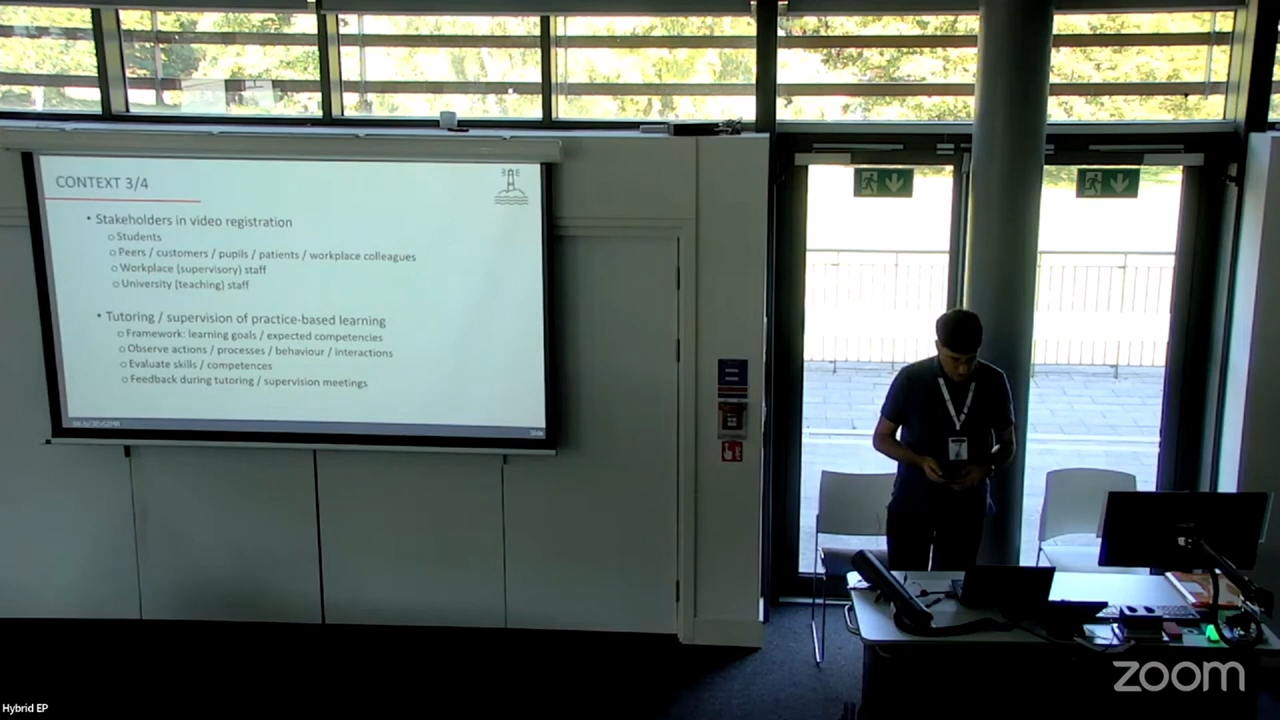 CONTEXT 3/4
• Stakeholders in video registration
o Students
o Peers / customers / pupils / patients / workplace colleagues
o Workplace (supervisory) staff
o University (teaching) staff
• Tutoring / supervision of practice-based learning
o Framework: learning goals / expected competencies
o Observe actions / processes / behaviour / interactions
o Evaluate skills / competences
o Feedback during tutoring / supervision meetings
Slide
zoom
Hybrid EP